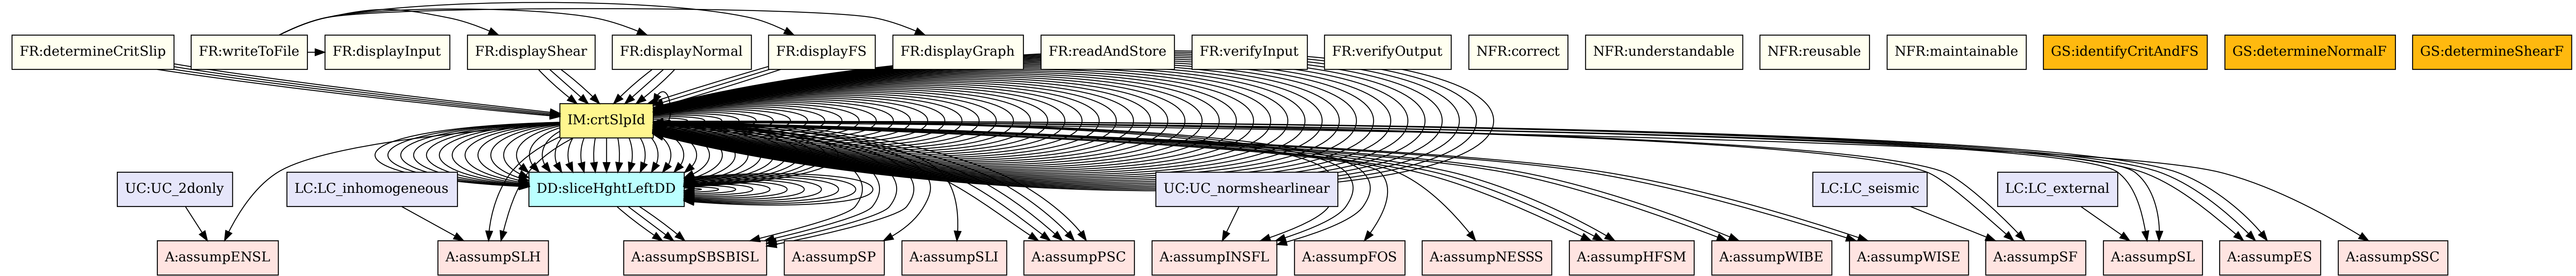 FR:determineCritSlip
FR:writeToFile
FR:displayInput
FR:displayShear
FR:displayNormal
FR:displayFS
FR:displayGraph
FR:readAndStore
FR:verifyInput
FR:verifyOutput
NFR:correct
NFR:understandable
NFR:reusable
NFR:maintainable
GS:identifyCritAndFS
GS:determineNormalF
GS:determineShearF
IM:crtSlpId
UC:UC_2donly
LC:LC_inhomogeneous
DD:sliceHghtLeftDD
UC:UC_normshearlinear
LC:LC_seismic
LC:LC_external
A:assumpENSL
A:assumpSLH
A:assumpSBSBISL
A:assumpSP
A:assumpSLI
A:assumpPSC
A:assumpINSFL
A:assumpFOS
A:assumpNESSS
A:assumpHFSM
A:assumpWIBE
A:assumpWISE
A:assumpSF
A:assumpSL
A:assumpES
A:assumpSSC